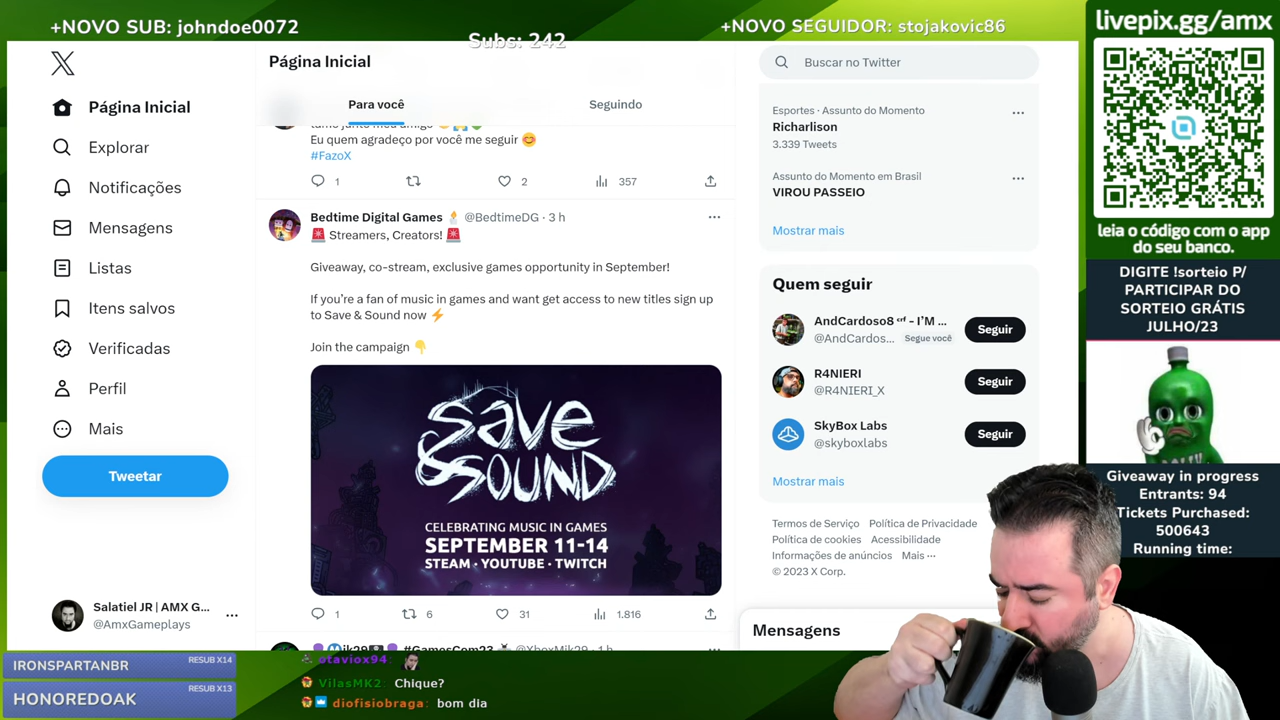 +NOVO SUB: johndoe0072
Subs: 242
+NOVO SEGUIDOR: stojakovic86
Página Inicial
Explorar
Notificações
Mensagens
Listas
Itens salvos
Verificadas
Perfil
Mais
Tweetar
Salatiel JR | AMX G...
@AmxGameplays
Página Inicial
Para você
Seguindo
tamo junto meu amigo
Eu quem agradeço por você me seguir 😊
#FazoX
1
2
357
Bedtime Digital Games 🕯️ @BedtimeDG · 3 h
🚨 Streamers, Creators! 🚨
Giveaway, co-stream, exclusive games opportunity in September!
If you're a fan of music in games and want get access to new titles sign up
to Save & Sound now ⚡
Join the campaign 👇
Save
& Sound
CELEBRATING MUSIC IN GAMES
SEPTEMBER 11-14
STEAM · YOUTUBE · TWITCH
1
6
31
1.816
#GamesCom23
@XboxMik29 · 1 h
Buscar no Twitter
Esportes · Assunto do Momento
Richarlison
3.339 Tweets
Assunto do Momento em Brasil
VIROU PASSEIO
Mostrar mais
Quem seguir
AndCardoso8 - I'M ...
@AndCardos...
Segue você
Seguir
R4NIERI
@R4NIERI_X
Seguir
SkyBox Labs
@skyboxlabs
Seguir
Mostrar mais
Termos de Serviço Política de Privacidade
Política de cookies Acessibilidade
Informações de anúncios Mais ···
© 2023 X Corp.
Mensagens
livepix.gg/amx
leia o código com o app
do seu banco.
DIGITE !sorteio P/
PARTICIPAR DO
SORTEIO GRÁTIS
JULHO/23
Giveaway in progress
Entrants: 94
Tickets Purchased:
500643
Running time:
IRONSPARTANBR
RESUB X14
HONOREDOAK
RESUB X13
otaviox94:
VilasMK2: Chique?
diofisiobraga: bom dia